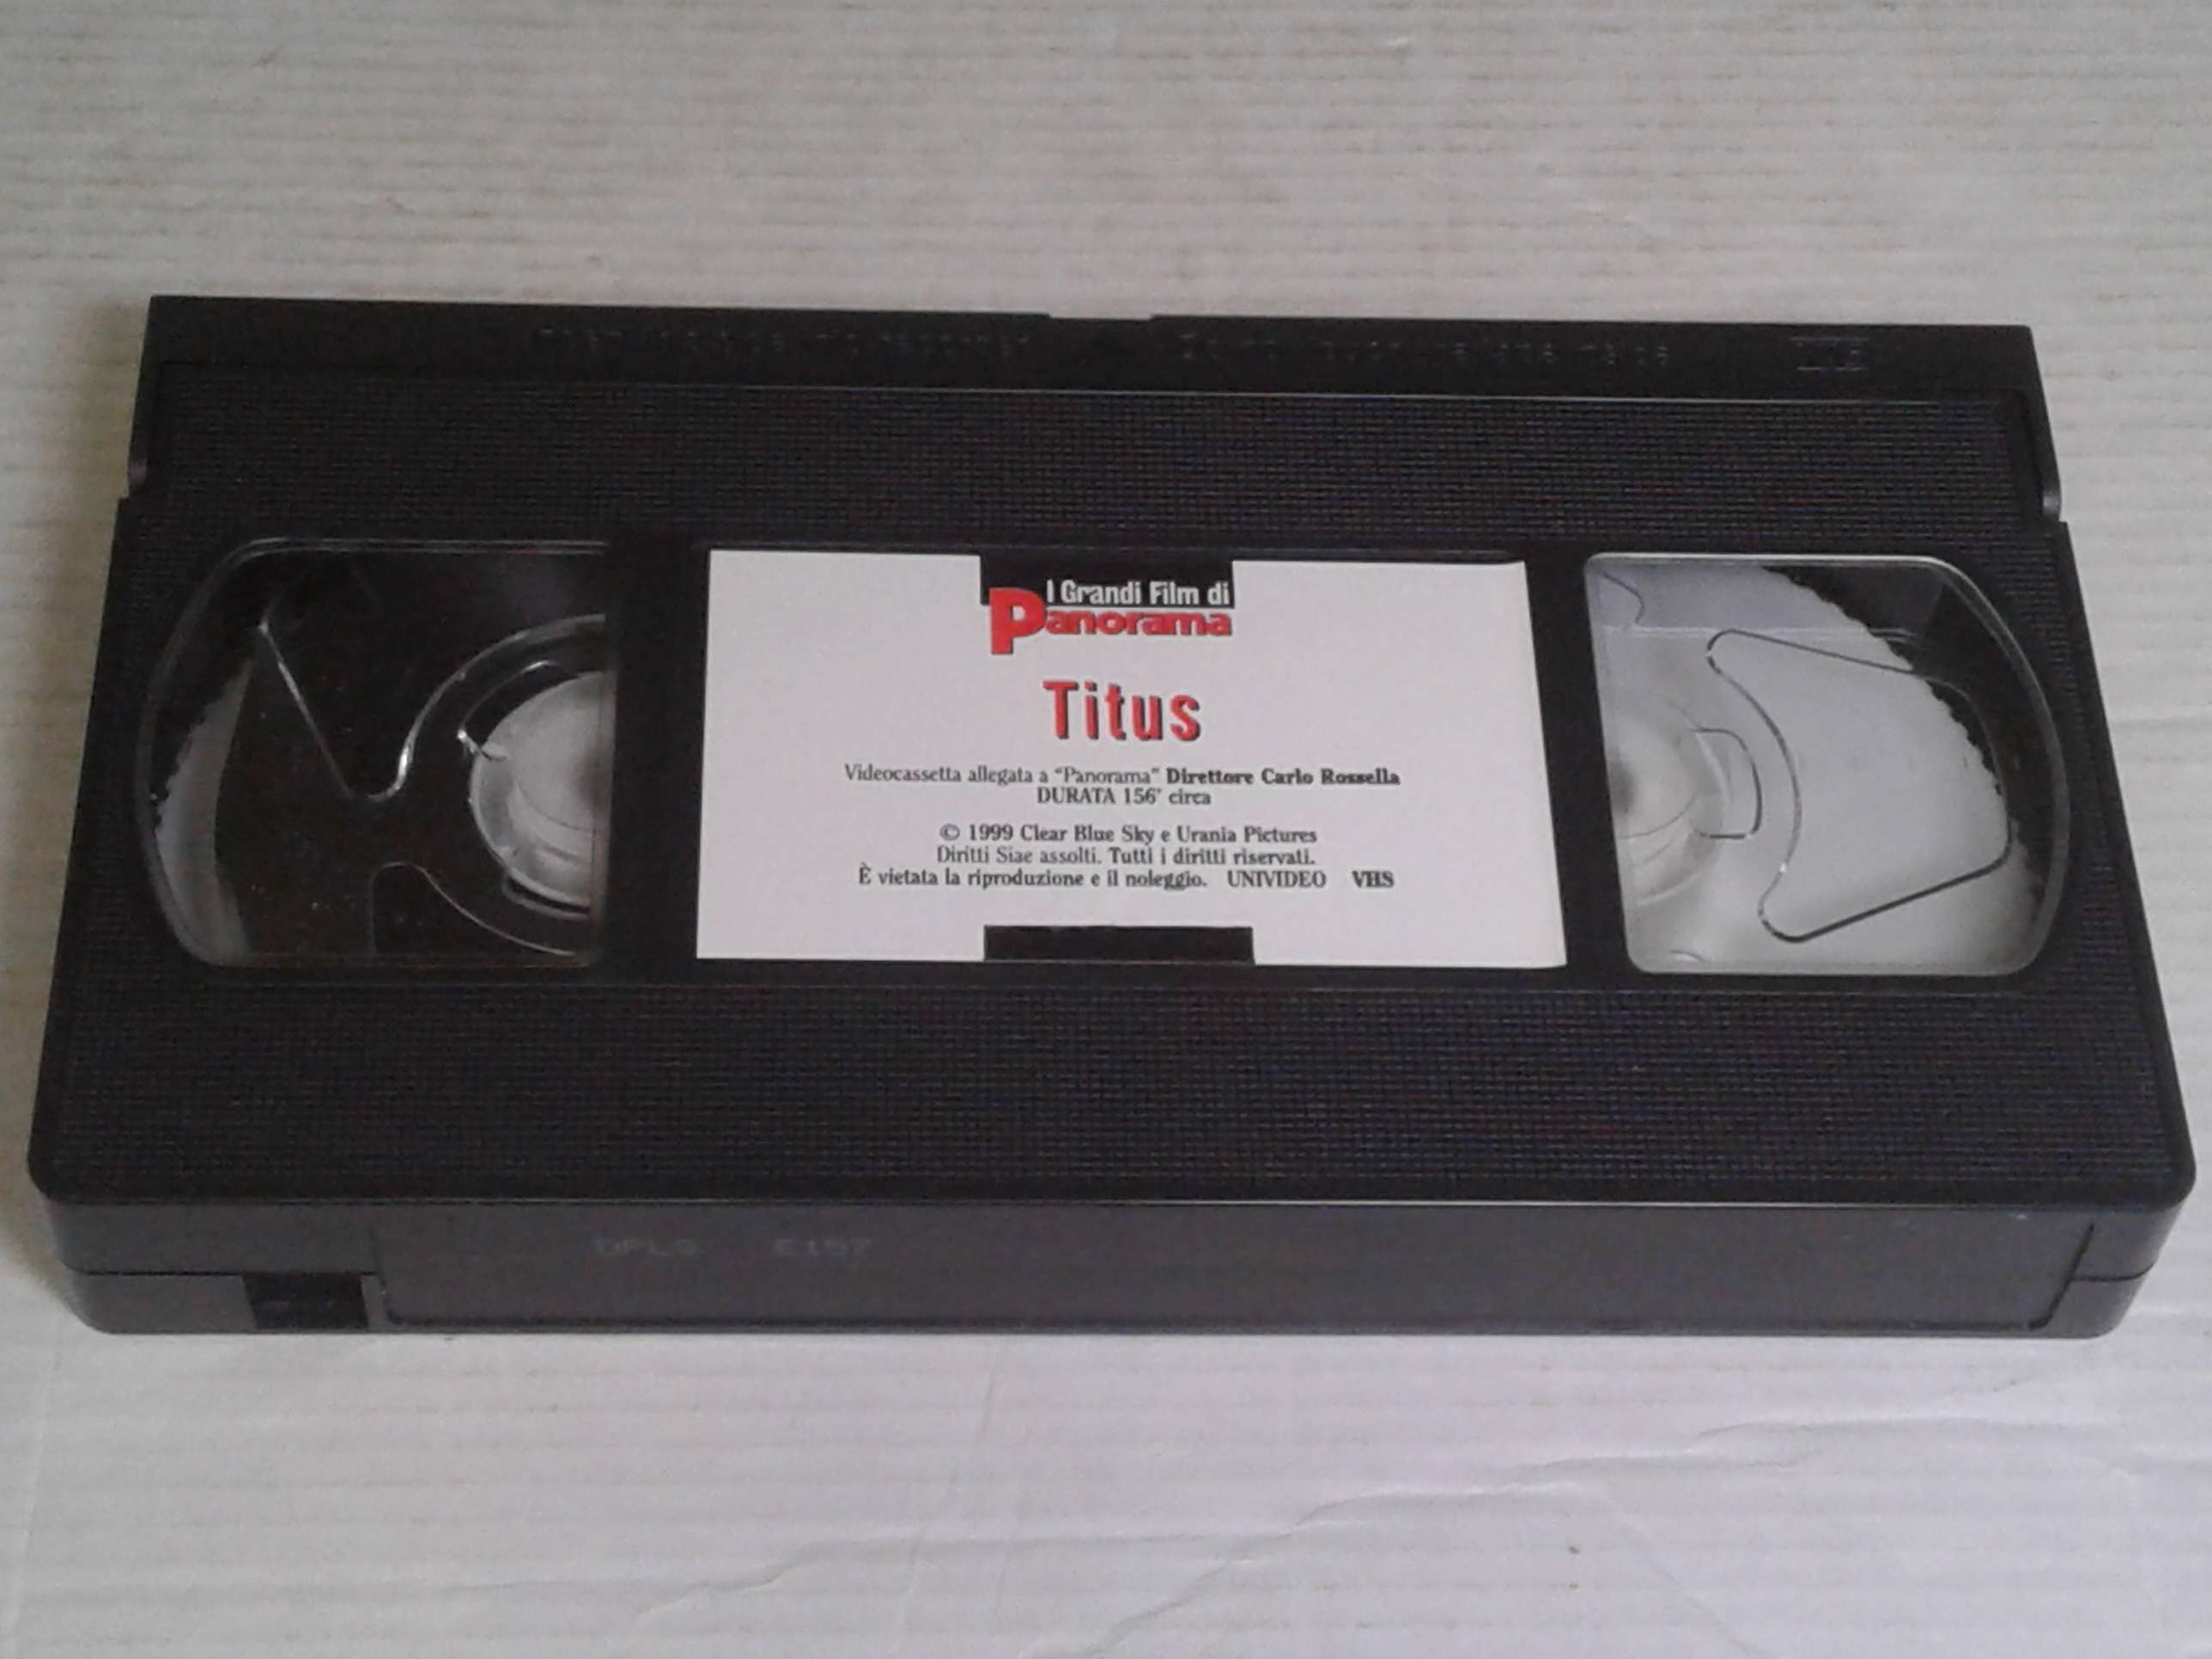 I Grandi Film di
Panorama
Titus
Videocassetta allegata a "Panorama" Direttore Carlo Rossella
DURATA 156' circa
© 1999 Clear Blue Sky e Urania Pictures
Diritti Siae assolti. Tutti i diritti riservati.
È vietata la riproduzione e il noleggio. UNIVIDEO VHS